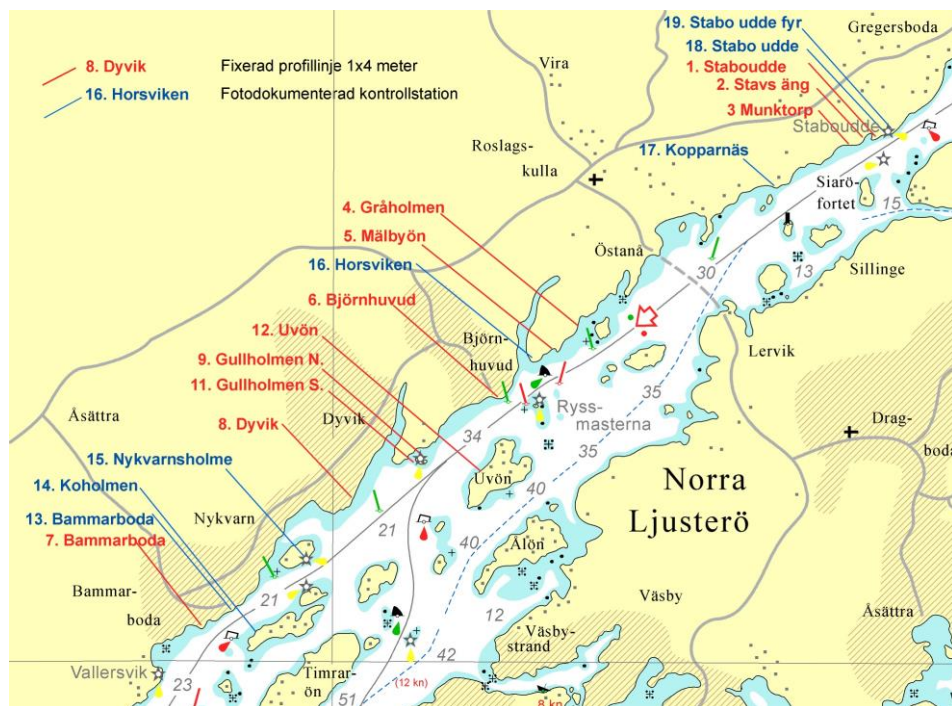 19. Stabo udde fyr
Gregersboda
8. Dyvik
Fixerad profillinje 1x4 meter
18. Stabo udde
Vira
1. Staboudde
2. Stavs äng
16. Horsviken
Fotodokumenterad kontrollstation
3 Munktorp
Staboudde
Roslags-
kulla
17. Kopparnäs
Siarö-
fortet
15
4. Gråholmen
5. Mälbyön
Östanå
16. Horsviken
30
13
Sillinge
6. Björnhuvud
12. Uvön
Björn-
huvud
9. Gullholmen N.
Lervik
11. Gullholmen S.
35
Åsättra
Dyvik
Ryss-
masterna
Drag-
boda
8. Dyvik
34
35
15. Nykvarnsholme
Uvön
40
Norra
Ljusterö
14. Koholmen
13. Bammarboda
Nykvarn
21
7. Bammarboda
40
Ålön
Bammar-
boda
21
12
Väsby
Åsättra
Väsby-
strand
Vallersvik
Timrar-
ön
42
23
(12 kn)
51
8 kn